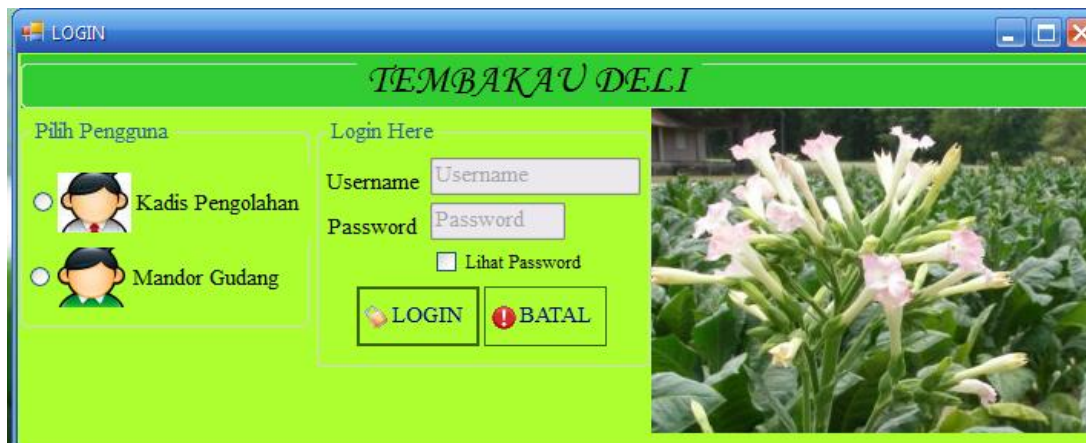 LOGIN
TEMBAKAU DELI
Pilih Pengguna
Kadis Pengolahan
Mandor Gudang
Login Here
Username Username
Password Password
Lihat Password
LOGIN BATAL